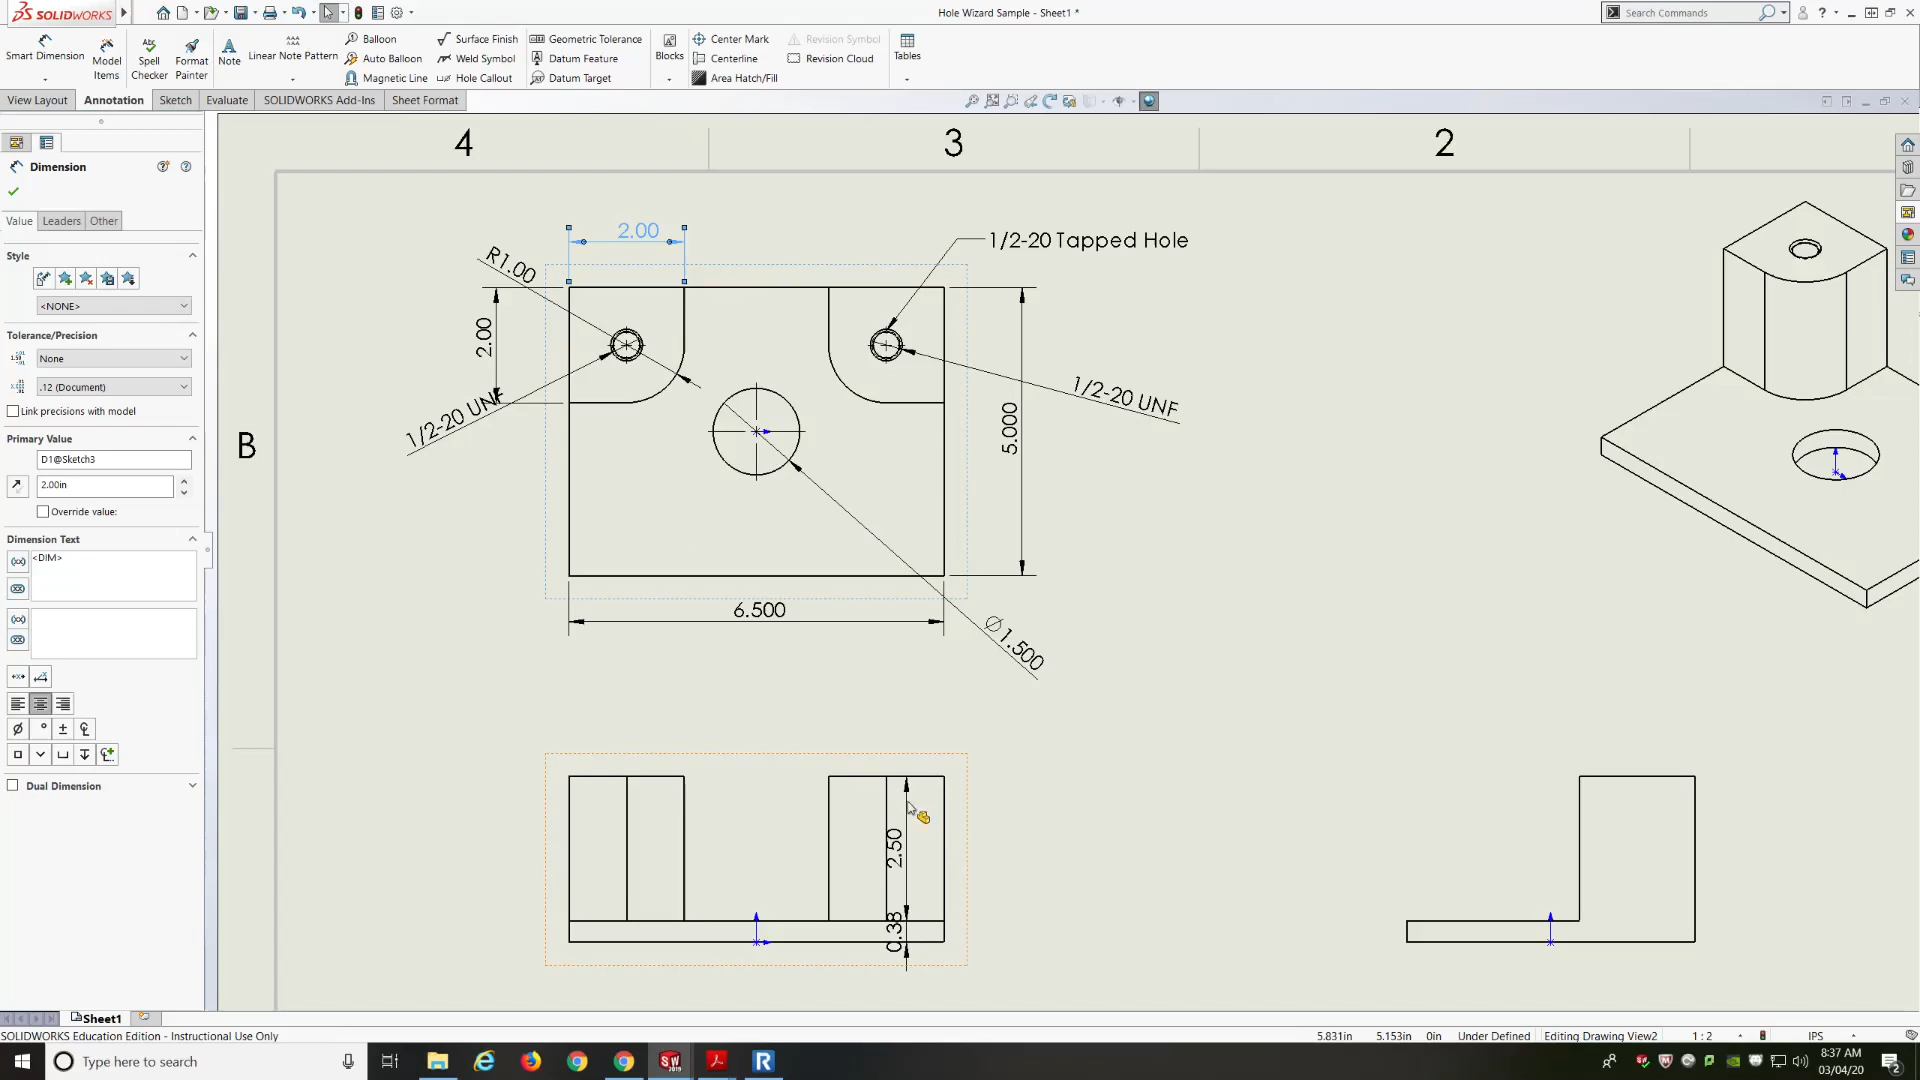 SOLIDWORKS
Hole Wizard Sample - Sheet1 *
Search Commands
Smart Dimension
Model Items
Spell Checker
Format Painter
Note
Linear Note Pattern
Balloon
Auto Balloon
Magnetic Line
Surface Finish
Weld Symbol
Hole Callout
Geometric Tolerance
Datum Feature
Datum Target
Blocks
Center Mark
Centerline
Area Hatch/Fill
Revision Symbol
Revision Cloud
Tables
View Layout
Annotation
Sketch
Evaluate
SOLIDWORKS Add-Ins
Sheet Format
4
3
2
Dimension
Value
Leaders
Other
Style
<NONE>
Tolerance/Precision
None
.12 (Document)
Link precisions with model
Primary Value
D1@Sketch3
2.00in
Override value:
Dimension Text
<DIM>
Dual Dimension
B
2.00
R1.00
1/2-20 Tapped Hole
2.00
1/2-20 UNF
1/2-20 UNF
5.000
6.500
Ø1.500
2.50
0.38
Sheet1
SOLIDWORKS Education Edition - Instructional Use Only
5.831in
5.153in
0in
Under Defined
Editing Drawing View2
1 : 2
IPS
Type here to search
SW
2019
R
8:37 AM
03/04/20
2